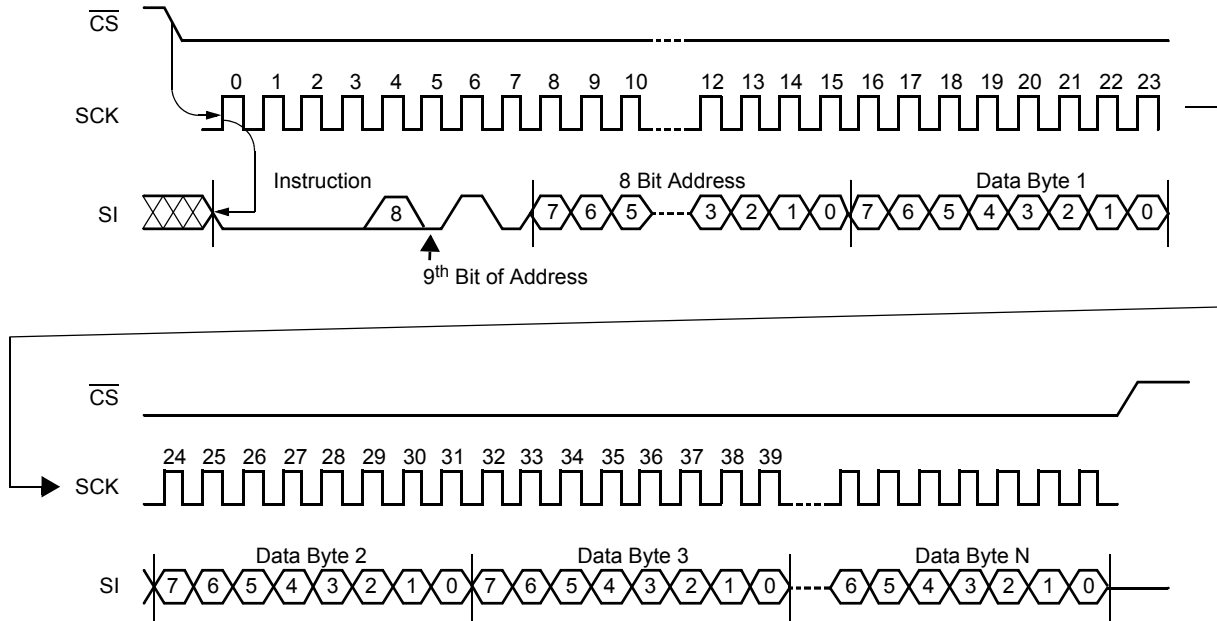 CS
0 1 2 3 4 5 6 7 8 9 10 12 13 14 15 16 17 18 19 20 21 22 23
SCK
Instruction 8 Bit Address Data Byte 1
SI 8 7 6 5 3 2 1 0 7 6 5 4 3 2 1 0
9th Bit of Address
CS
24 25 26 27 28 29 30 31 32 33 34 35 36 37 38 39
SCK
Data Byte 2 Data Byte 3 Data Byte N
SI 7 6 5 4 3 2 1 0 7 6 5 4 3 2 1 0 6 5 4 3 2 1 0